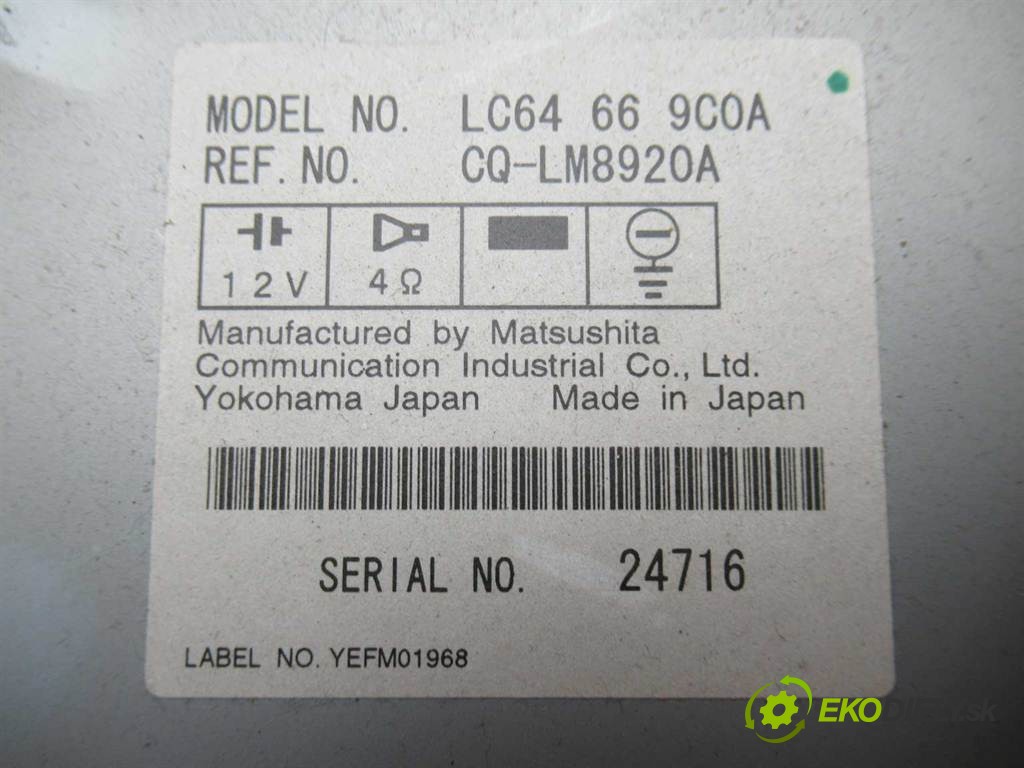 MODEL NO. LC64 66 9C0A
REF. NO. CQ-LM8920A
12V 4Ω
Manufactured by Matsushita
Communication Industrial Co., Ltd.
Yokohama Japan Made in Japan
SERIAL NO. 24716
LABEL NO. YEFM01968
EKO